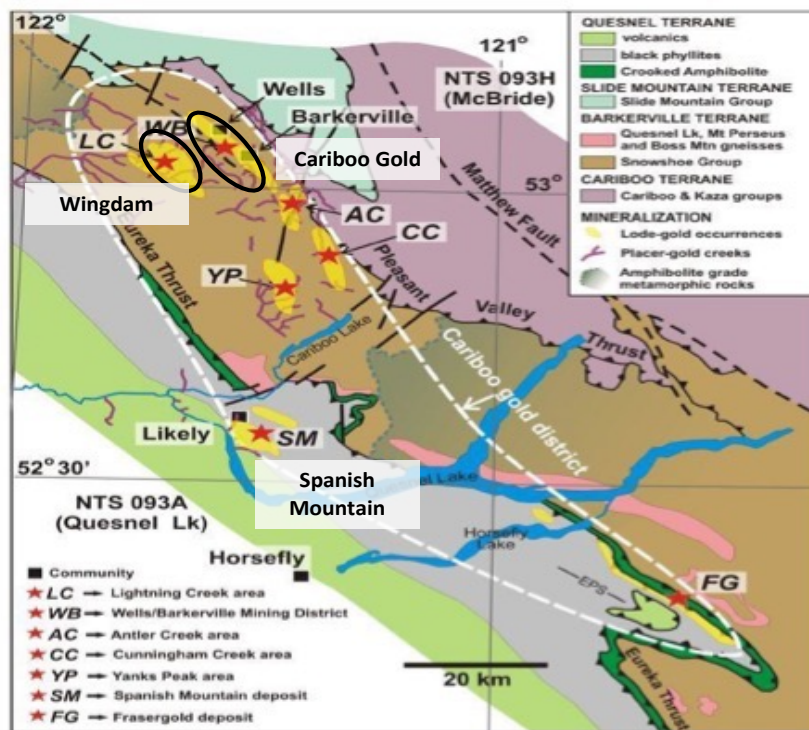 122°
121°
NTS 093H
(McBride)
Wells
WB
Barkerville
LC
Cariboo Gold
Wingdam
53°
AC
CC
YP
Matthew Fault
Eureka Thrust
Pleasant
Valley
Thrust
Cariboo Lake
Cariboo gold district
Likely
SM
52°30'
Spanish
Mountain
Lake
NTS 093A
(Quesnel Lk)
Horsefly
Lake
Horsefly
EPS
FG
Eureka Thrust
20 km
QUESNEL TERRANE
volcanics
black phyllites
Crooked Amphibolite
SLIDE MOUNTAIN TERRANE
Slide Mountain Group
BARKERVILLE TERRANE
Quesnel Lk, Mt Perseus
and Boss Mtn gneisses
Snowshoe Group
CARIBOO TERRANE
Cariboo & Kaza groups
MINERALIZATION
Lode-gold occurrences
Placer-gold creeks
Amphibolite grade
metamorphic rocks
Community
LC → Lightning Creek area
WB → Wells/Barkerville Mining District
AC → Antler Creek area
CC → Cunningham Creek area
YP → Yanks Peak area
SM → Spanish Mountain deposit
FG → Frasergold deposit